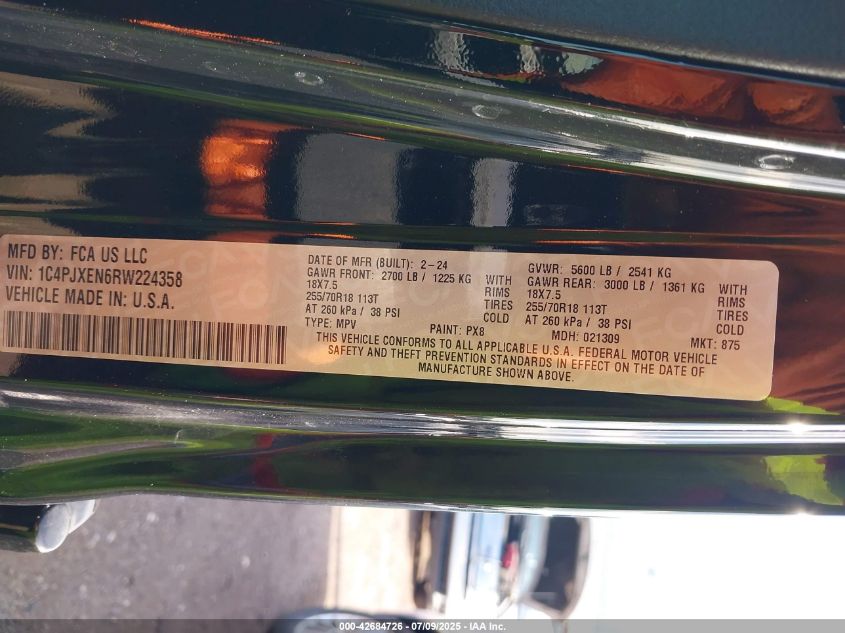 MFD BY: FCA US LLC
VIN: 1C4PJXEN6RW224358
VEHICLE MADE IN: U.S.A.
DATE OF MFR (BUILT): 2-24
GAWR FRONT: 2700 LB / 1225 KG WITH
18X7.5 RIMS
255/70R18 113T TIRES
AT 260 kPa / 38 PSI COLD
TYPE: MPV PAINT: PX8
GVWR: 5600 LB / 2541 KG
GAWR REAR: 3000 LB / 1361 KG WITH
18X7.5 RIMS
255/70R18 113T TIRES
AT 260 kPa / 38 PSI COLD
MDH: 021309 MKT: 875
THIS VEHICLE CONFORMS TO ALL APPLICABLE U.S.A. FEDERAL MOTOR VEHICLE
SAFETY AND THEFT PREVENTION STANDARDS IN EFFECT ON THE DATE OF
MANUFACTURE SHOWN ABOVE.
000-42684726 - 07/09/2025 - IAA Inc.